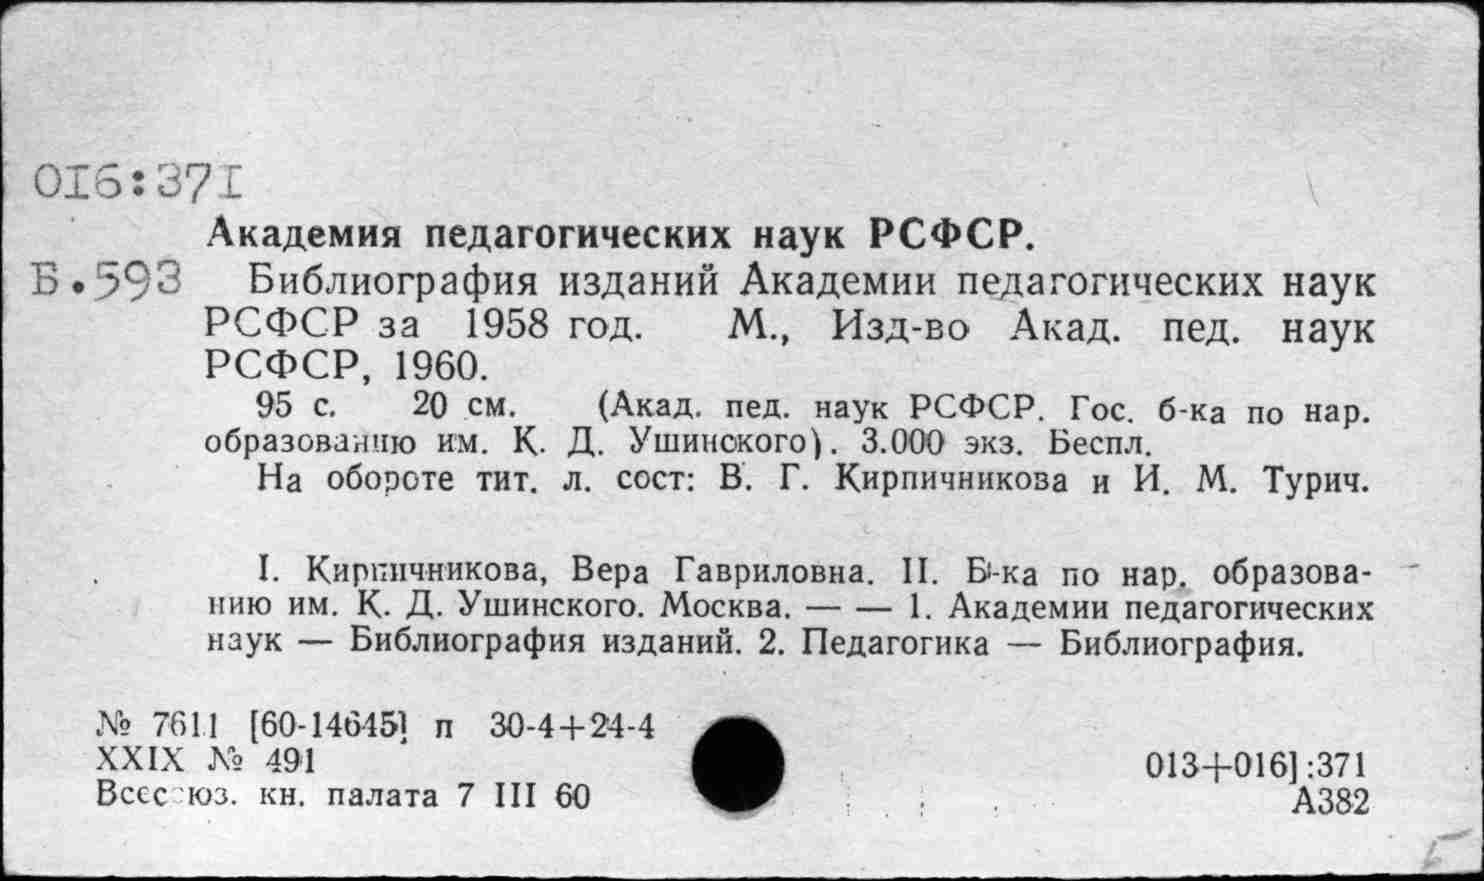 016:371
Академия педагогических наук РСФСР.
Б.593 Библиография изданий Академии педагогических наук
РСФСР за 1958 год. М., Изд-во Акад. пед. наук
РСФСР, 1960.
95 с. 20 см. (Акад. пед. наук РСФСР. Гос. б-ка по нар.
образованию им. К. Д. Ушинского). 3.000 экз. Беспл.
На обороте тит. л. сост: В. Г. Кирпичникова и И. М. Турич.
I. Кирпичникова, Вера Гавриловна. II. Б-ка по нар. образова-
нию им. К. Д. Ушинского. Москва. — — 1. Академии педагогических
наук — Библиография изданий. 2. Педагогика — Библиография.
№ 7611 [60-14645] п 30-4+24-4
XXIX № 491
Всесоюз. кн. палата 7 III 60
013+016]:371
А382